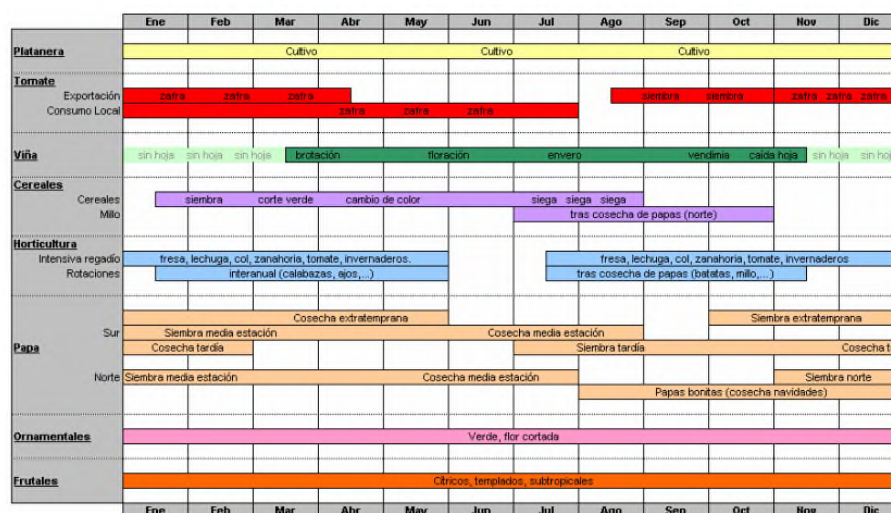 Ene Feb Mar Abr May Jun Jul Ago Sep Oct Nov Dic
Platanera Cultivo Cultivo Cultivo
Tomate
Exportación zafra zafra zafra siembra siembra zafra zafra zafra
Consumo Local zafra zafra zafra
Viña sin hoja sin hoja sin hoja brotación floración envero vendimia caída hoja sin hoja sin hoja
Cereales
Cereales siembra corte verde cambio de color siega siega siega
Millo tras cosecha de papas (norte)
Horticultura
Intensiva regadío fresa, lechuga, col, zanahoria, tomate, invernaderos. fresa, lechuga, col, zanahoria, tomate, invernaderos
Rotaciones interanual (calabazas, ajos,...) tras cosecha de papas (batatas, millo,...)
Cosecha extratemprana Siembra extratemprana
Sur Siembra media estación Cosecha media estación
Papa Cosecha tardía Siembra tardía Cosecha t
Norte Siembra media estación Cosecha media estación Siembra norte
Papas bonitas (cosecha navidades)
Ornamentales Verde, flor cortada
Frutales Cítricos, templados, subtropicales
Ene Feb Mar Abr May Jun Jul Ago Sep Oct Nov Dic